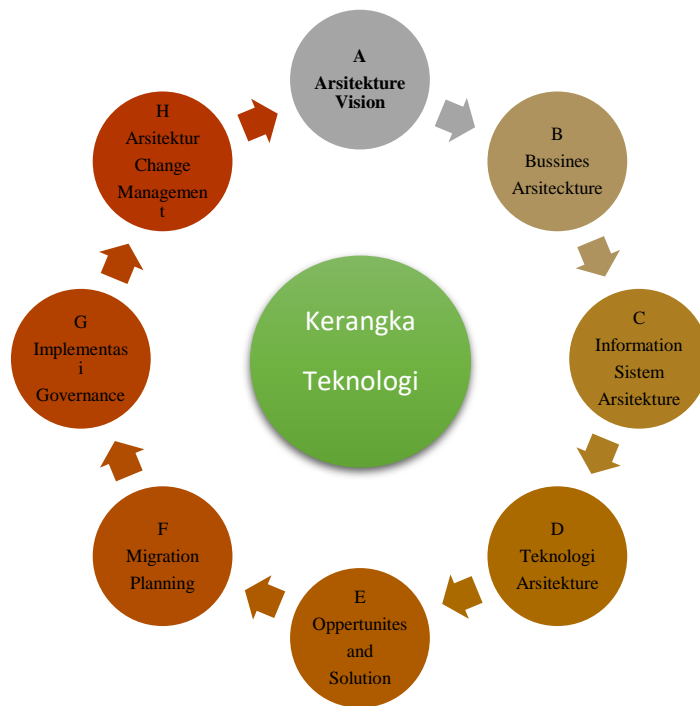 A
Arsitekture
Vision
B
Bussines
Arsiteckture
C
Information
Sistem
Arsitekture
D
Teknologi
Arsitekture
E
Oppertunites
and
Solution
F
Migration
Planning
G
Implementas
i
Governance
H
Arsitektur
Change
Managemen
t
Kerangka
Teknologi